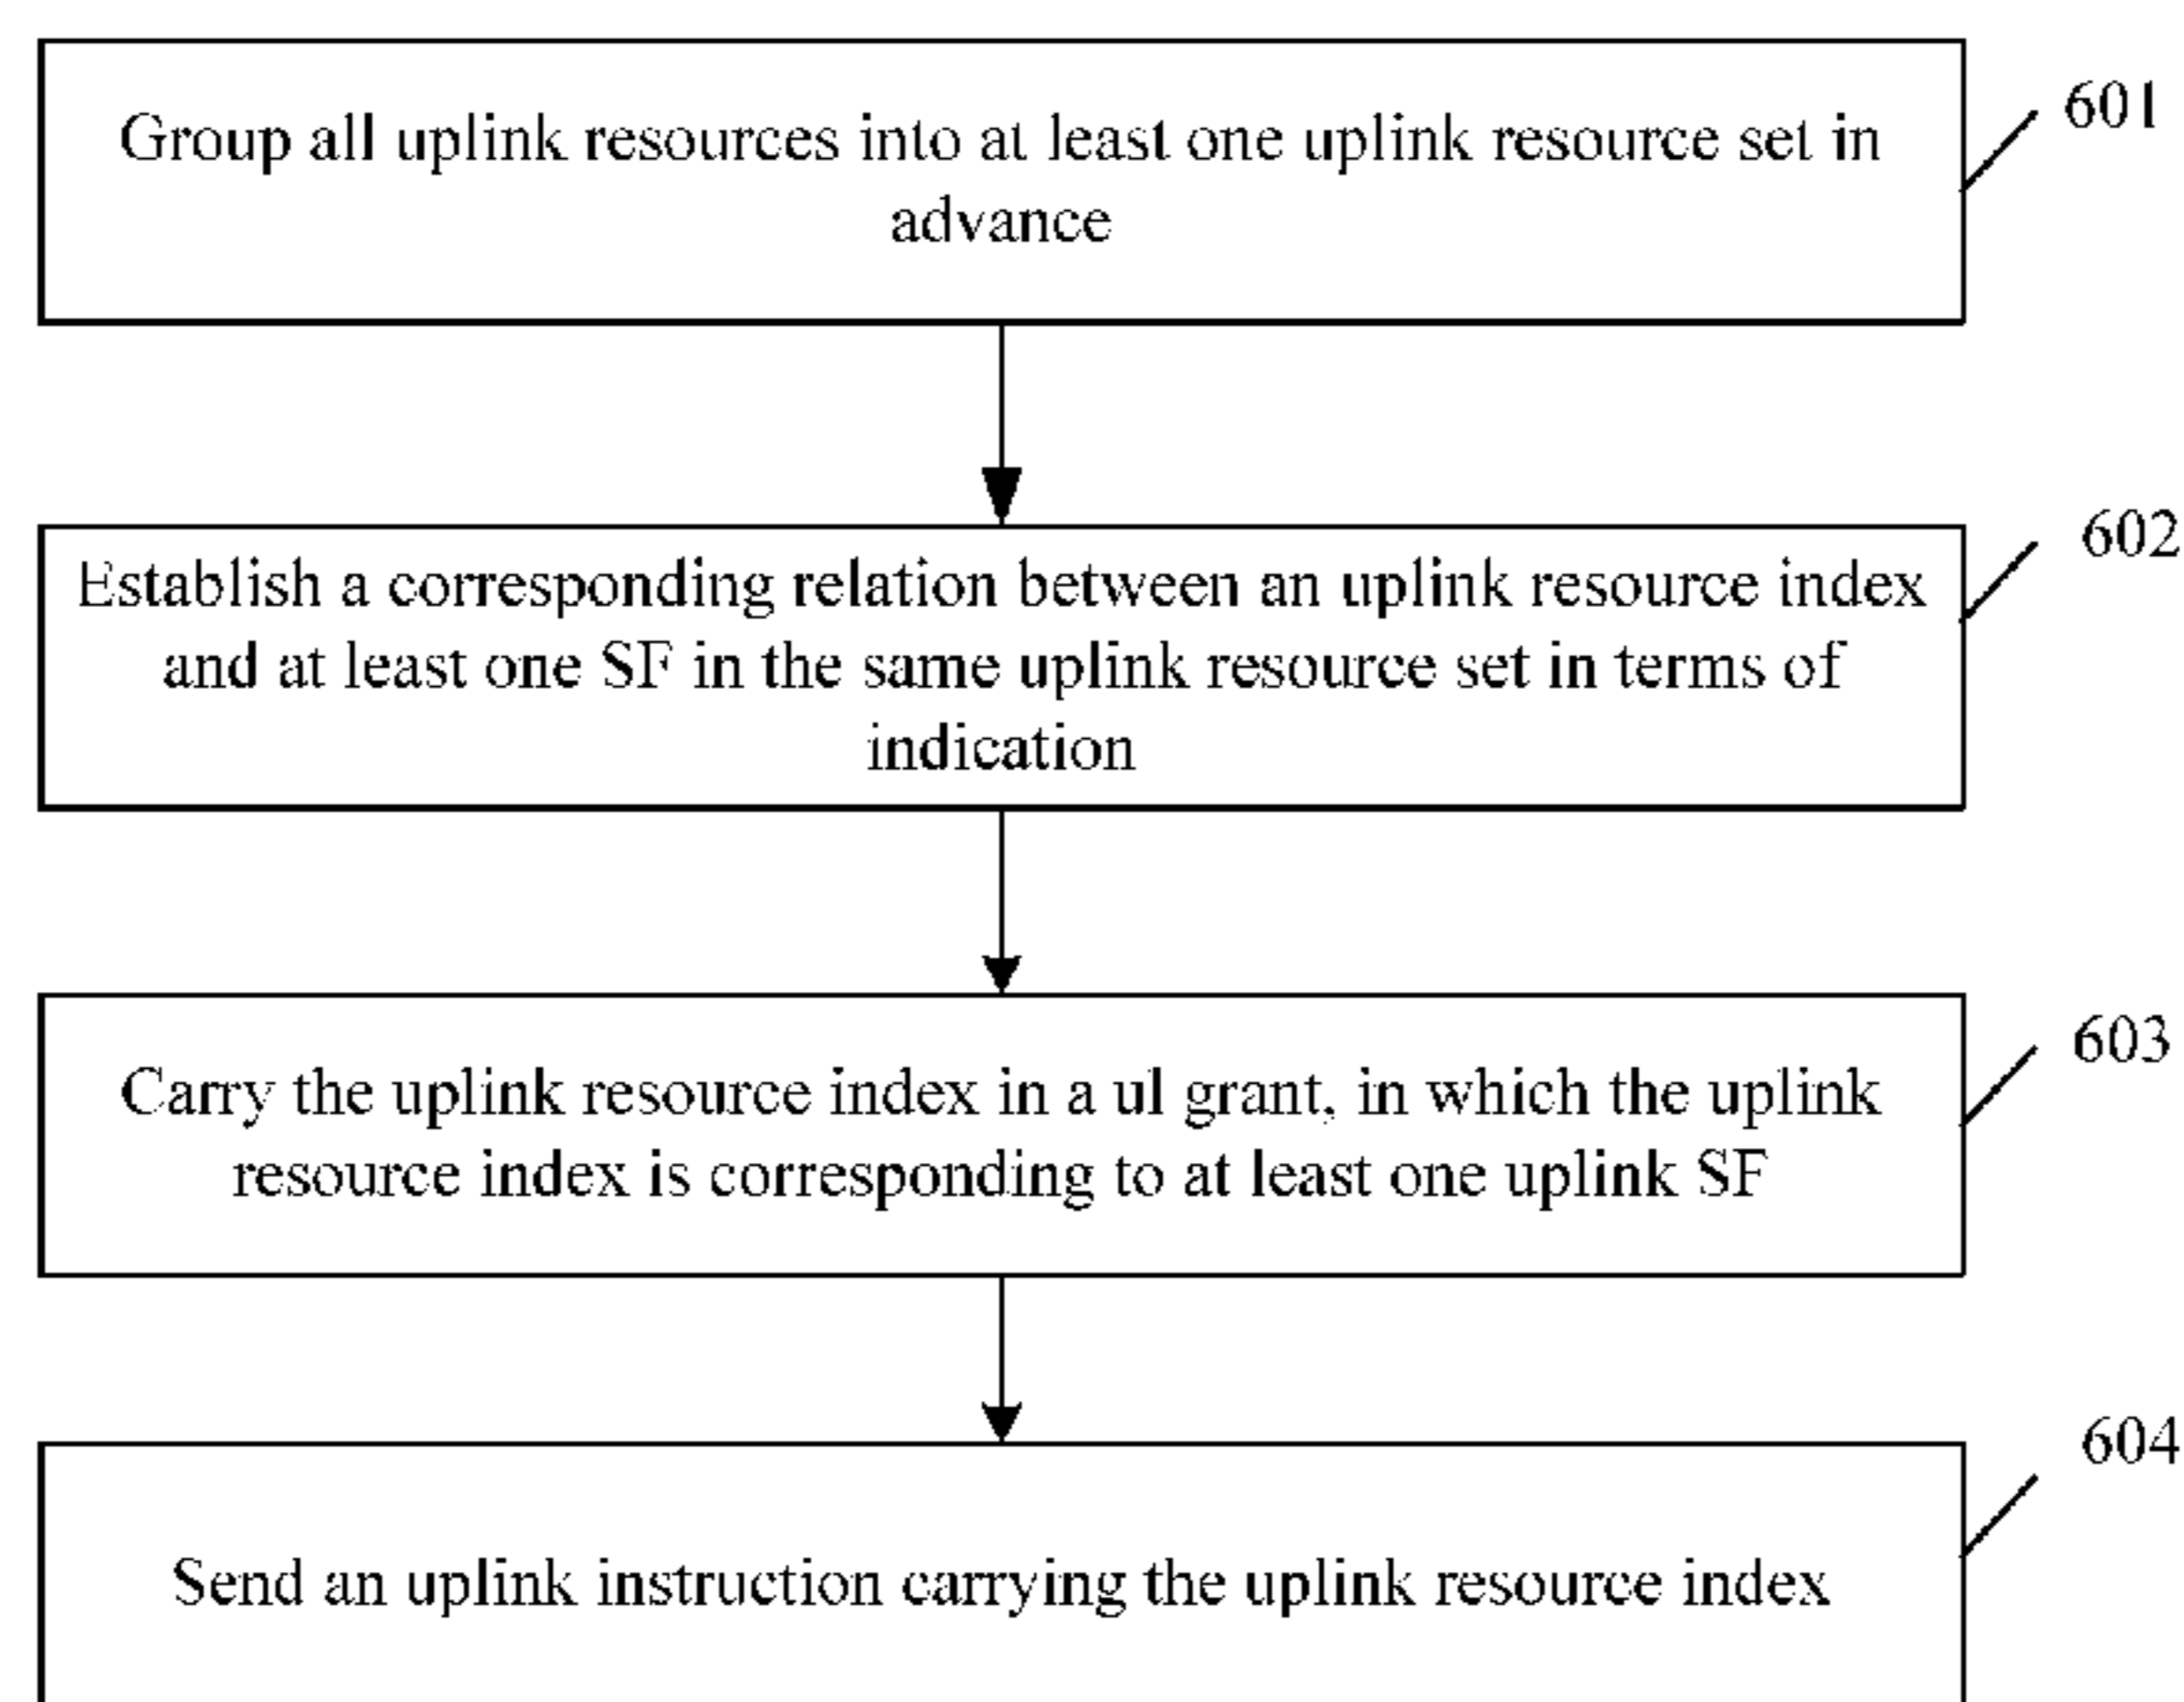 Group all uplink resources into at least one uplink resource set in
advance
601
Establish a corresponding relation between an uplink resource index
and at least one SF in the same uplink resource set in terms of
indication
602
Carry the uplink resource index in a ul grant, in which the uplink
resource index is corresponding to at least one uplink SF
603
Send an uplink instruction carrying the uplink resource index
604